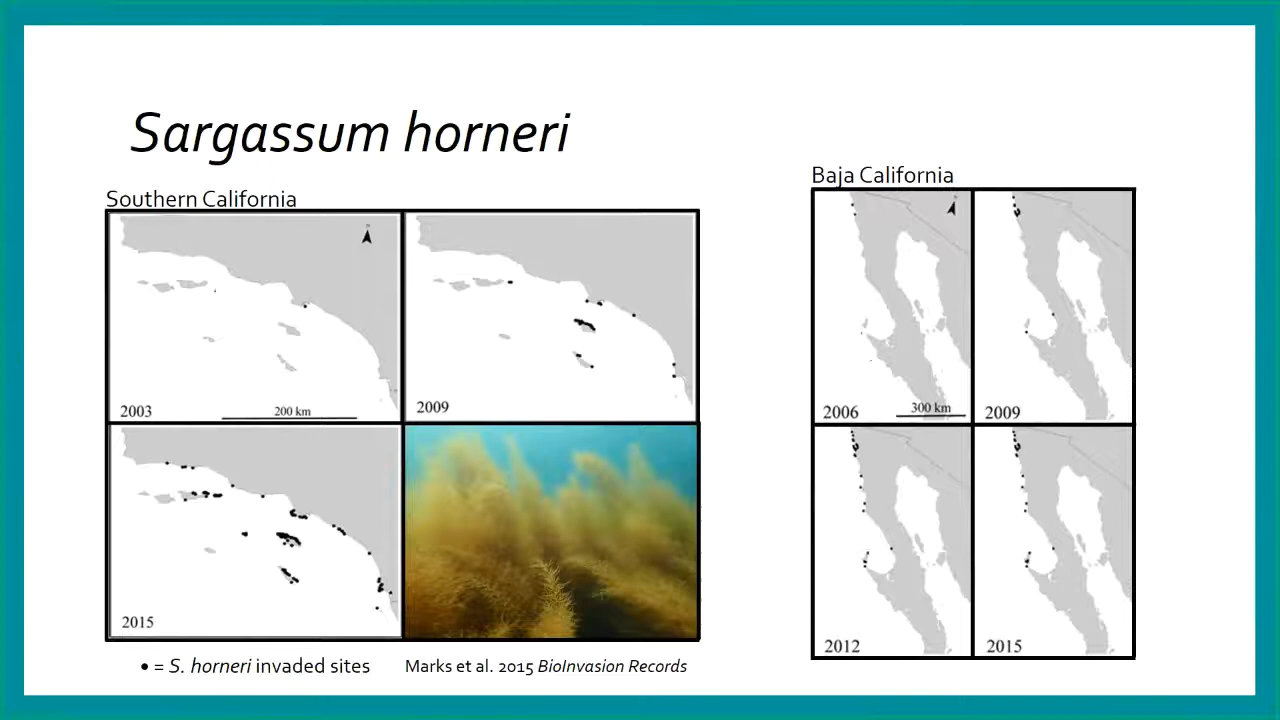 Sargassum horneri
Southern California
2003
200 km
2009
2015
• = S. horneri invaded sites
Marks et al. 2015 BioInvasion Records
Baja California
2006
300 km
2009
2012
2015